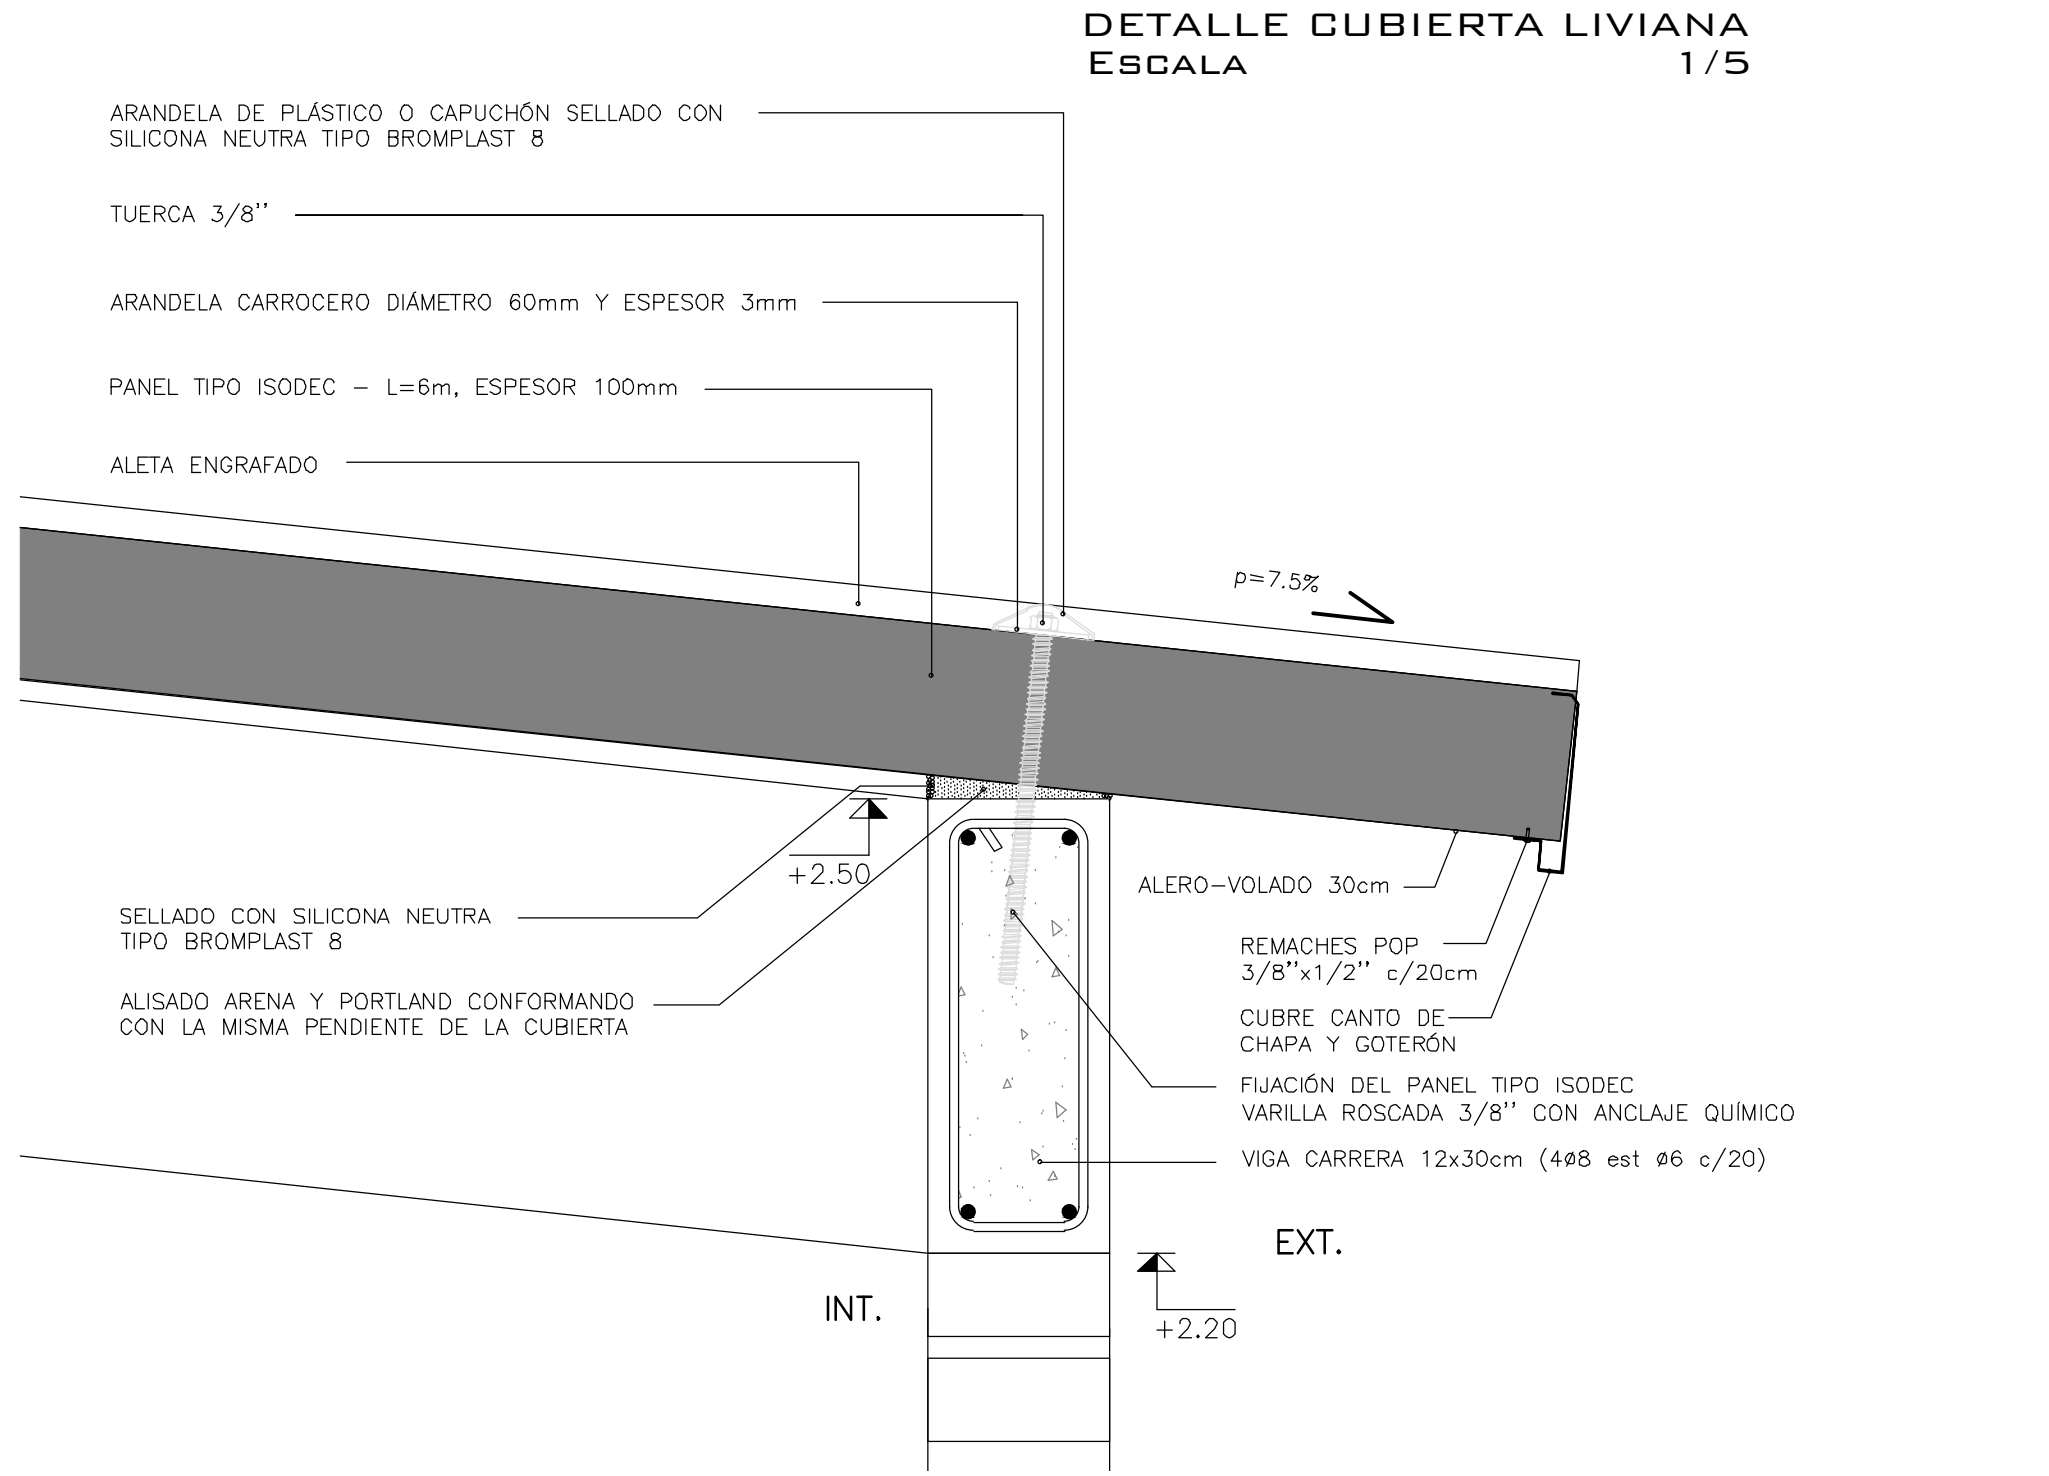 DETALLE CUBIERTA LIVIANA
ESCALA 1/5
ARANDELA DE PLÁSTICO O CAPUCHÓN SELLADO CON
SILICONA NEUTRA TIPO BROMPLAST 8
TUERCA 3/8''
ARANDELA CARROCERO DIÁMETRO 60mm Y ESPESOR 3mm
PANEL TIPO ISODEC – L=6m, ESPESOR 100mm
ALETA ENGRAFADO
p=7.5%
+2.50
SELLADO CON SILICONA NEUTRA
TIPO BROMPLAST 8
ALISADO ARENA Y PORTLAND CONFORMANDO
CON LA MISMA PENDIENTE DE LA CUBIERTA
ALERO-VOLADO 30cm
REMACHES POP
3/8''x1/2'' c/20cm
CUBRE CANTO DE
CHAPA Y GOTERÓN
FIJACIÓN DEL PANEL TIPO ISODEC
VARILLA ROSCADA 3/8'' CON ANCLAJE QUÍMICO
VIGA CARRERA 12x30cm (4ø8 est ø6 c/20)
EXT.
INT.
+2.20